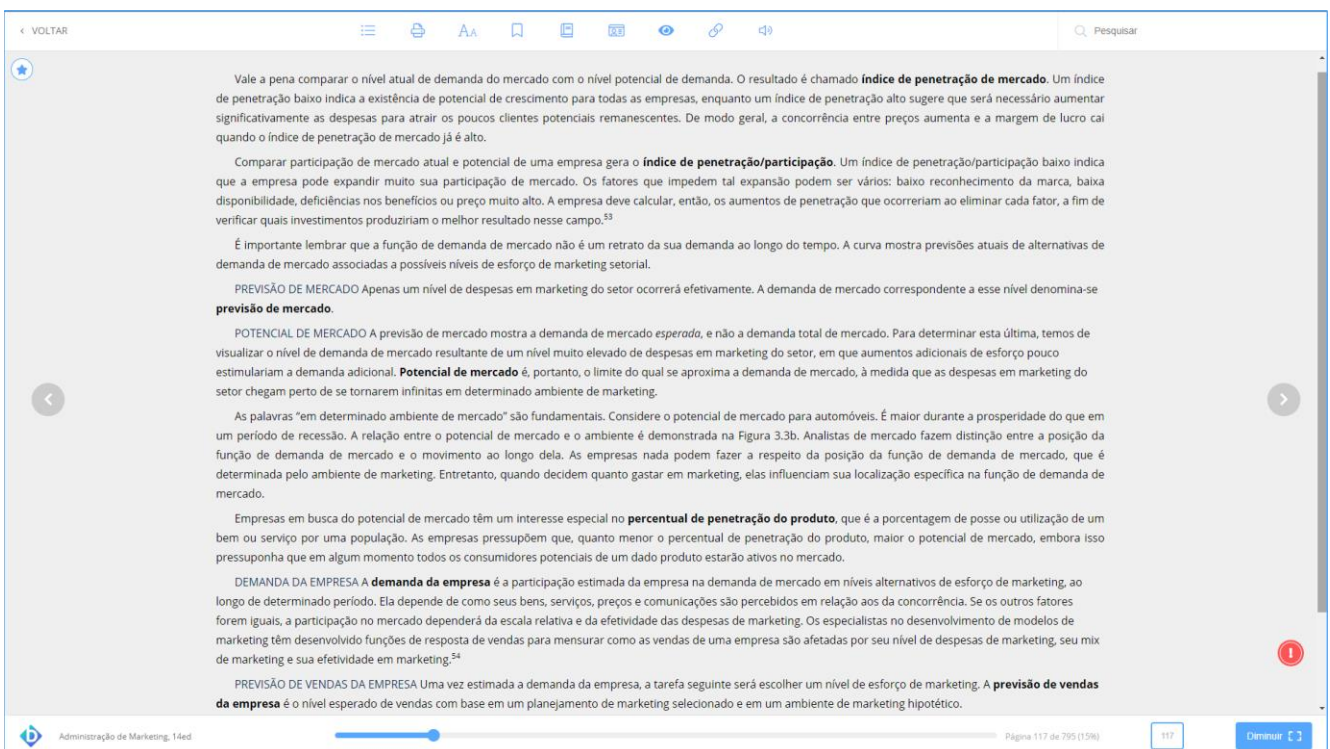 VOLTAR
Pesquisar
Vale a pena comparar o nível atual de demanda do mercado com o nível potencial de demanda. O resultado é chamado índice de penetração de mercado. Um índice
de penetração baixo indica a existência de potencial de crescimento para todas as empresas, enquanto um índice de penetração alto sugere que será necessário aumentar
significativamente as despesas para atrair os poucos clientes potenciais remanescentes. De modo geral, a concorrência entre preços aumenta e a margem de lucro cai
quando o índice de penetração de mercado já é alto.
Comparar participação de mercado atual e potencial de uma empresa gera o índice de penetração/participação. Um índice de penetração/participação baixo indica
que a empresa pode expandir muito sua participação de mercado. Os fatores que impedem tal expansão podem ser vários: baixo reconhecimento da marca, baixa
disponibilidade, deficiências nos benefícios ou preço muito alto. A empresa deve calcular, então, os aumentos de penetração que ocorreriam ao eliminar cada fator, a fim de
verificar quais investimentos produziriam o melhor resultado nesse campo.53
É importante lembrar que a função de demanda de mercado não é um retrato da sua demanda ao longo do tempo. A curva mostra previsões atuais de alternativas de
demanda de mercado associadas a possíveis níveis de esforço de marketing setorial.
PREVISÃO DE MERCADO Apenas um nível de despesas em marketing do setor ocorrerá efetivamente. A demanda de mercado correspondente a esse nível denomina-se
previsão de mercado.
POTENCIAL DE MERCADO A previsão de mercado mostra a demanda de mercado esperada, e não a demanda total de mercado. Para determinar esta última, temos de
visualizar o nível de demanda de mercado resultante de um nível muito elevado de despesas em marketing do setor, em que aumentos adicionais de esforço pouco
estimulariam a demanda adicional. Potencial de mercado é, portanto, o limite do qual se aproxima a demanda de mercado, à medida que as despesas em marketing do
setor chegam perto de se tornarem infinitas em determinado ambiente de marketing.
As palavras “em determinado ambiente de mercado” são fundamentais. Considere o potencial de mercado para automóveis. É maior durante a prosperidade do que em
um período de recessão. A relação entre o potencial de mercado e o ambiente é demonstrada na Figura 3.3b. Analistas de mercado fazem distinção entre a posição da
função de demanda de mercado e o movimento ao longo dela. As empresas nada podem fazer a respeito da posição da função de demanda de mercado, que é
determinada pelo ambiente de marketing. Entretanto, quando decidem quanto gastar em marketing, elas influenciam sua localização específica na função de demanda de
mercado.
Empresas em busca do potencial de mercado têm um interesse especial no percentual de penetração do produto, que é a porcentagem de posse ou utilização de um
bem ou serviço por uma população. As empresas pressupõem que, quanto menor o percentual de penetração do produto, maior o potencial de mercado, embora isso
pressuponha que em algum momento todos os consumidores potenciais de um dado produto estarão ativos no mercado.
DEMANDA DA EMPRESA A demanda da empresa é a participação estimada da empresa na demanda de mercado em níveis alternativos de esforço de marketing, ao
longo de determinado período. Ela depende de como seus bens, serviços, preços e comunicações são percebidos em relação aos da concorrência. Se os outros fatores
forem iguais, a participação no mercado dependerá da escala relativa e da efetividade das despesas de marketing. Os especialistas no desenvolvimento de modelos de
marketing têm desenvolvido funções de resposta de vendas para mensurar como as vendas de uma empresa são afetadas por seu nível de despesas de marketing, seu mix
de marketing e sua efetividade em marketing.54
PREVISÃO DE VENDAS DA EMPRESA Uma vez estimada a demanda da empresa, a tarefa seguinte será escolher um nível de esforço de marketing. A previsão de vendas
da empresa é o nível esperado de vendas com base em um planejamento de marketing selecionado e em um ambiente de marketing hipotético.
Administração de Marketing, 14ed
Página 117 de 795 (15%)
117
Diminuir